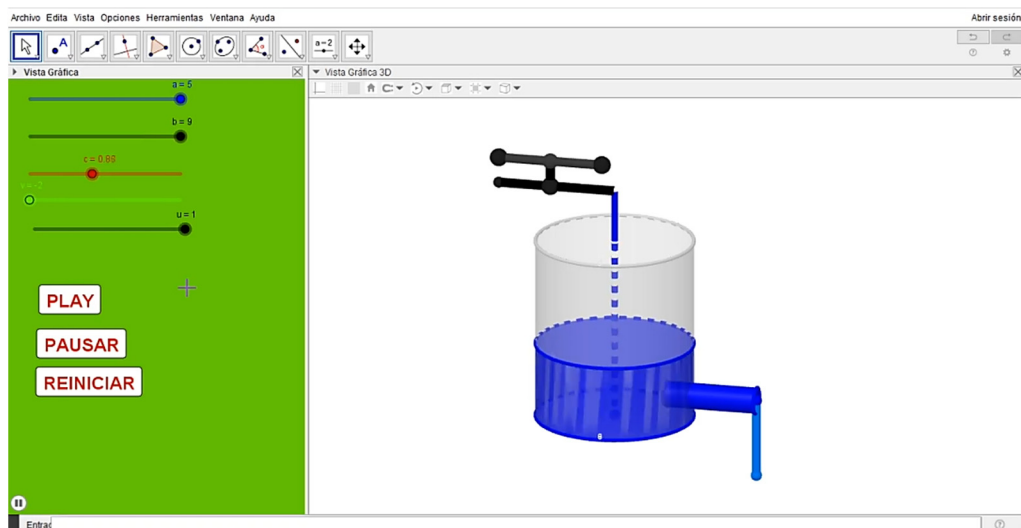 Archivo Edita Vista Opciones Herramientas Ventana Ayuda
Abrir sesión
a=2
Vista Gráfica
Vista Gráfica 3D
a = 5
b = 9
c = 0.88
u = 1
PLAY
PAUSAR
REINICIAR